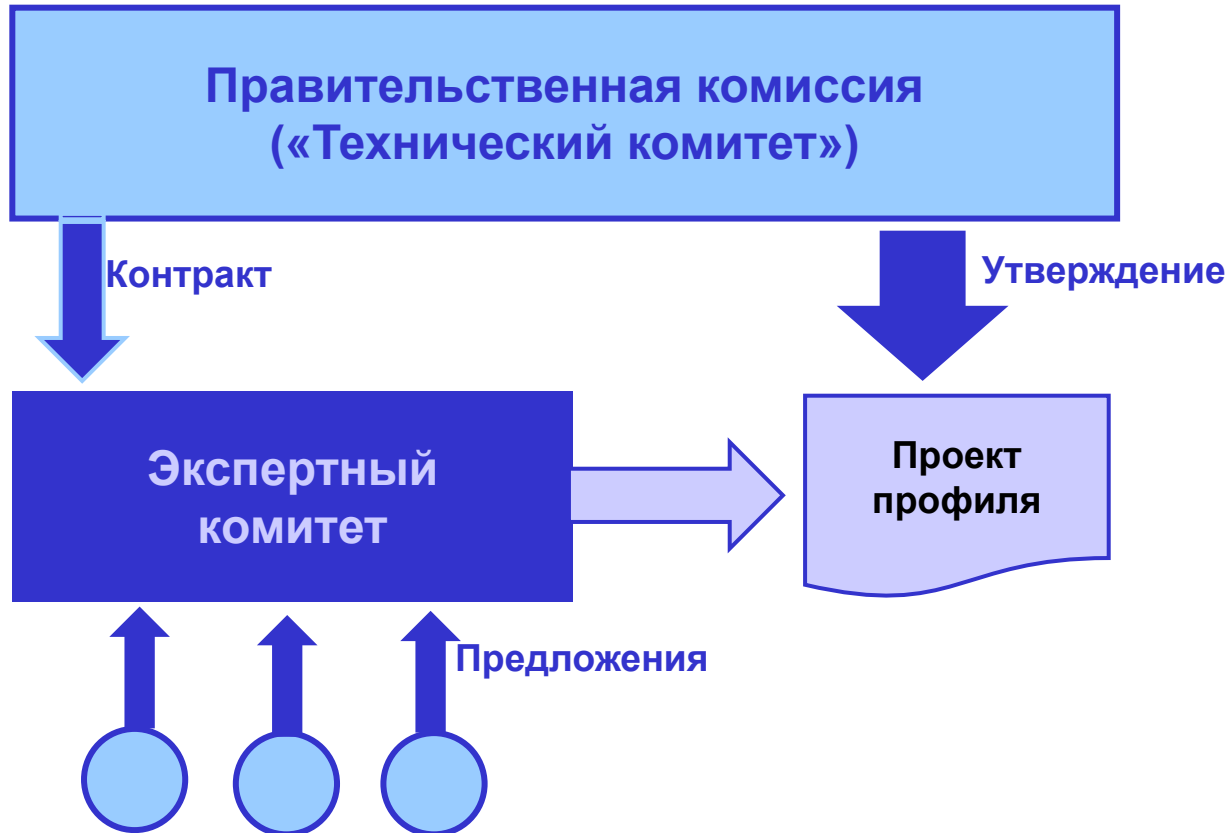 Правительственная комиссия
(«Технический комитет»)
Контракт
Утверждение
Экспертный
комитет
Проект
профиля
Предложения